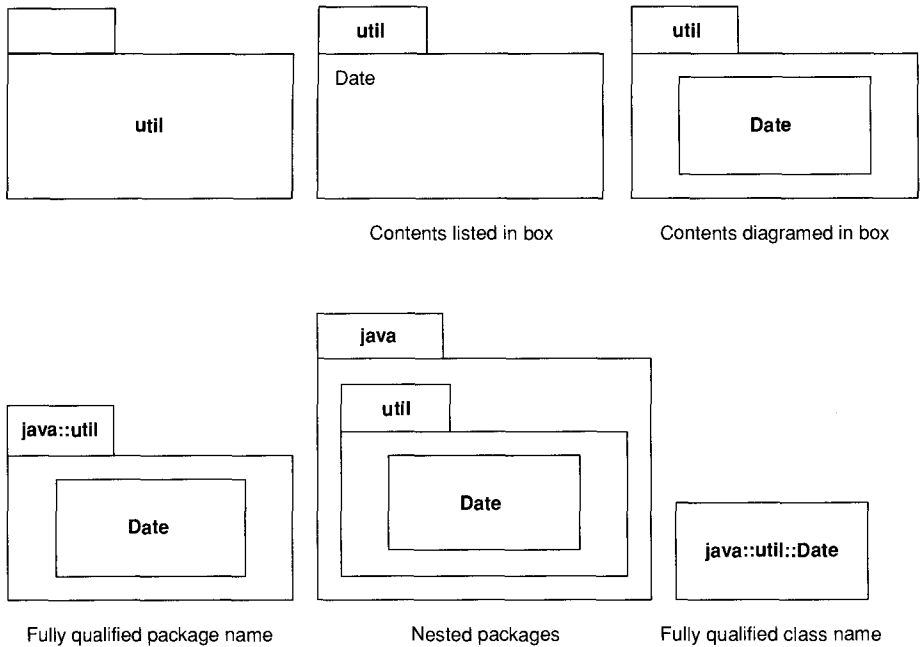 util
util
Date
util
Date
Contents listed in box
Contents diagramed in box
java::util
Date
Fully qualified package name
java
util
Date
Nested packages
java::util::Date
Fully qualified class name